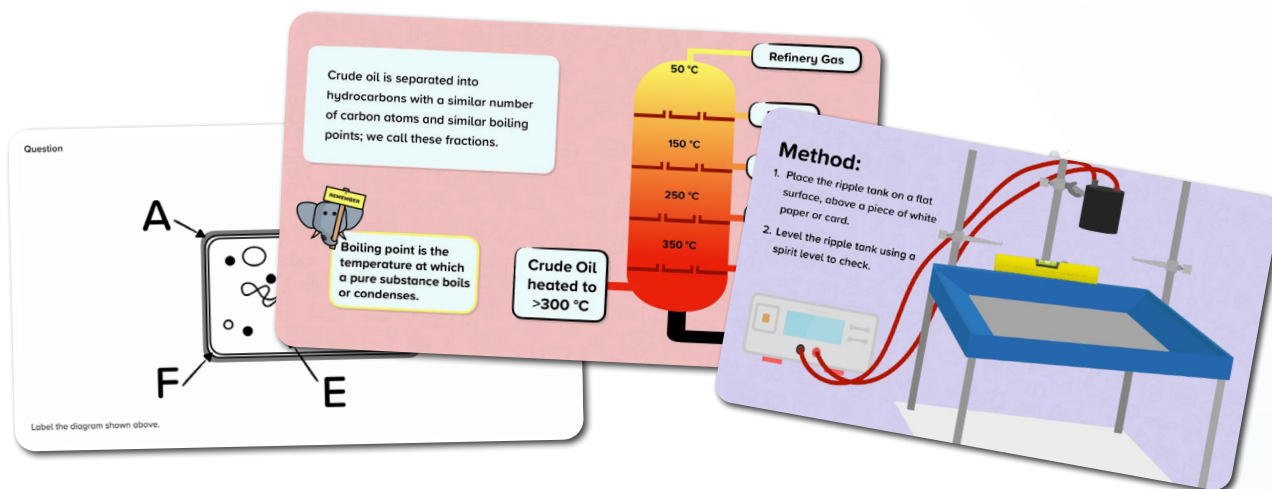 Question
A
F
E
Label the diagram shown above.
Crude oil is separated into
hydrocarbons with a similar number
of carbon atoms and similar boiling
points; we call these fractions.
REMEMBER
Boiling point is the
temperature at which
a pure substance boils
or condenses.
Crude Oil
heated to
>300 °C
50 °C
150 °C
250 °C
350 °C
Refinery Gas
Method:
1. Place the ripple tank on a flat
surface, above a piece of white
paper or card.
2. Level the ripple tank using a
spirit level to check.